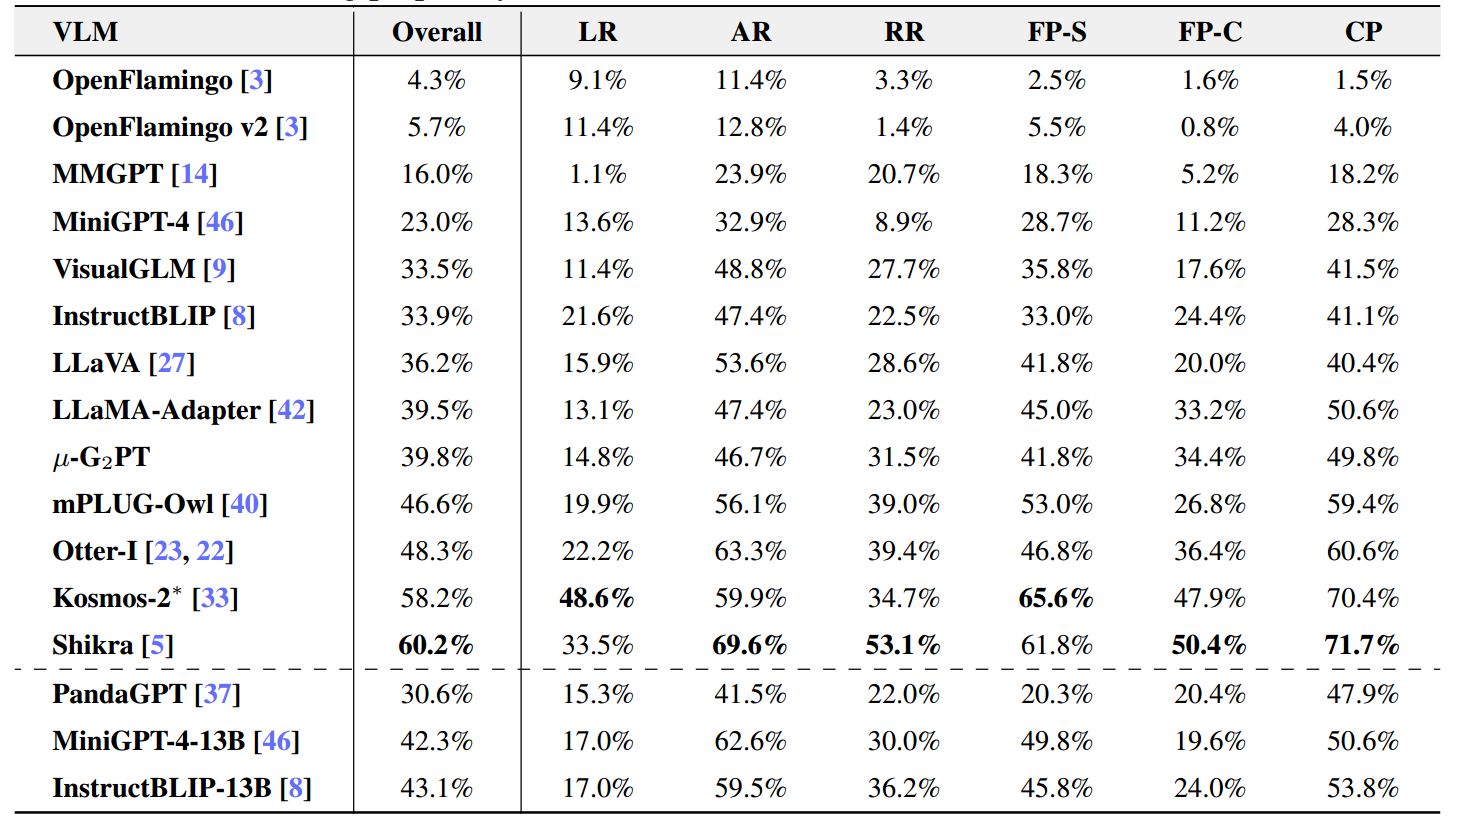 VLM Overall LR AR RR FP-S FP-C CP
OpenFlamingo [3] 4.3% 9.1% 11.4% 3.3% 2.5% 1.6% 1.5%
OpenFlamingo v2 [3] 5.7% 11.4% 12.8% 1.4% 5.5% 0.8% 4.0%
MMGPT [14] 16.0% 1.1% 23.9% 20.7% 18.3% 5.2% 18.2%
MiniGPT-4 [46] 23.0% 13.6% 32.9% 8.9% 28.7% 11.2% 28.3%
VisualGLM [9] 33.5% 11.4% 48.8% 27.7% 35.8% 17.6% 41.5%
InstructBLIP [8] 33.9% 21.6% 47.4% 22.5% 33.0% 24.4% 41.1%
LLaVA [27] 36.2% 15.9% 53.6% 28.6% 41.8% 20.0% 40.4%
LLaMA-Adapter [42] 39.5% 13.1% 47.4% 23.0% 45.0% 33.2% 50.6%
μ-G₂PT 39.8% 14.8% 46.7% 31.5% 41.8% 34.4% 49.8%
mPLUG-Owl [40] 46.6% 19.9% 56.1% 39.0% 53.0% 26.8% 59.4%
Otter-I [23, 22] 48.3% 22.2% 63.3% 39.4% 46.8% 36.4% 60.6%
Kosmos-2* [33] 58.2% 48.6% 59.9% 34.7% 65.6% 47.9% 70.4%
Shikra [5] 60.2% 33.5% 69.6% 53.1% 61.8% 50.4% 71.7%
PandaGPT [37] 30.6% 15.3% 41.5% 22.0% 20.3% 20.4% 47.9%
MiniGPT-4-13B [46] 42.3% 17.0% 62.6% 30.0% 49.8% 19.6% 50.6%
InstructBLIP-13B [8] 43.1% 17.0% 59.5% 36.2% 45.8% 24.0% 53.8%